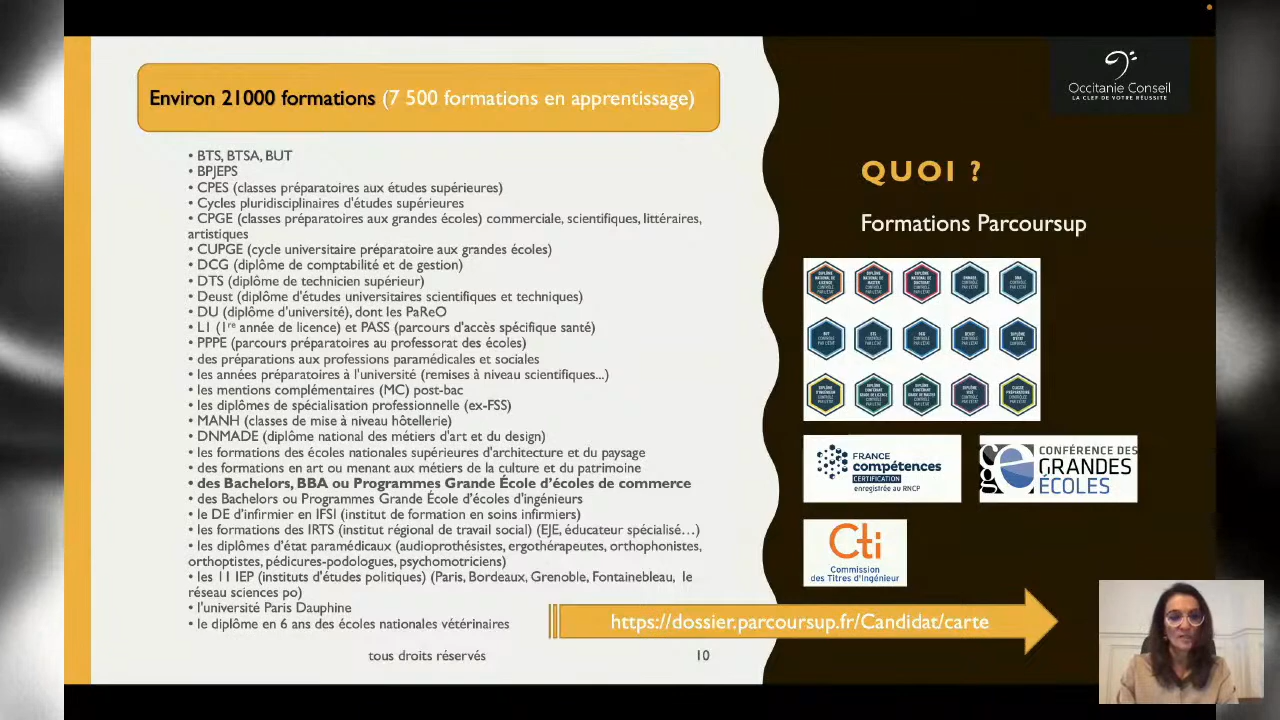 Environ 21000 formations (7 500 formations en apprentissage)
• BTS, BTSA, BUT
• BPJEPS
• CPES (classes préparatoires aux études supérieures)
• Cycles pluridisciplinaires d'études supérieures
• CPGE (classes préparatoires aux grandes écoles) commerciale, scientifiques, littéraires,
artistiques
• CUPGE (cycle universitaire préparatoire aux grandes écoles)
• DCG (diplôme de comptabilité et de gestion)
• DTS (diplôme de technicien supérieur)
• Deust (diplôme d'études universitaires scientifiques et techniques)
• DU (diplôme d'université), dont les PaReO
• L1 (1re année de licence) et PASS (parcours d'accès spécifique santé)
• PPPE (parcours préparatoires au professorat des écoles)
• des préparations aux professions paramédicales et sociales
• les années préparatoires à l'université (remises à niveau scientifiques...)
• les mentions complémentaires (MC) post-bac
• les diplômes de spécialisation professionnelle (ex-FSS)
• MANH (classes de mise à niveau hôtellerie)
• DNMADE (diplôme national des métiers d'art et du design)
• les formations des écoles nationales supérieures d'architecture et du paysage
• des formations en art ou menant aux métiers de la culture et du patrimoine
• des Bachelors, BBA ou Programmes Grande École d'écoles de commerce
• des Bachelors ou Programmes Grande École d'écoles d'ingénieurs
• le DE d'infirmier en IFSI (institut de formation en soins infirmiers)
• les formations des IRTS (institut régional de travail social) (EJE, éducateur spécialisé…)
• les diplômes d'état paramédicaux (audioprothésistes, ergothérapeutes, orthophonistes,
orthoptistes, pédicures-podologues, psychomotriciens)
• les 11 IEP (instituts d'études politiques) (Paris, Bordeaux, Grenoble, Fontainebleau, le
réseau sciences po)
• l'université Paris Dauphine
• le diplôme en 6 ans des écoles nationales vétérinaires
tous droits réservés
10
Occitanie Conseil
LA CLEF DE VOTRE RÉUSSITE
QUOI ?
Formations Parcoursup
FRANCE
compétences
CERTIFICATION
enregistrée au RNCP
CONFÉRENCE DES
GRANDES
ÉCOLES
Cti
Commission
des Titres d'Ingénieur
https://dossier.parcoursup.fr/Candidat/carte